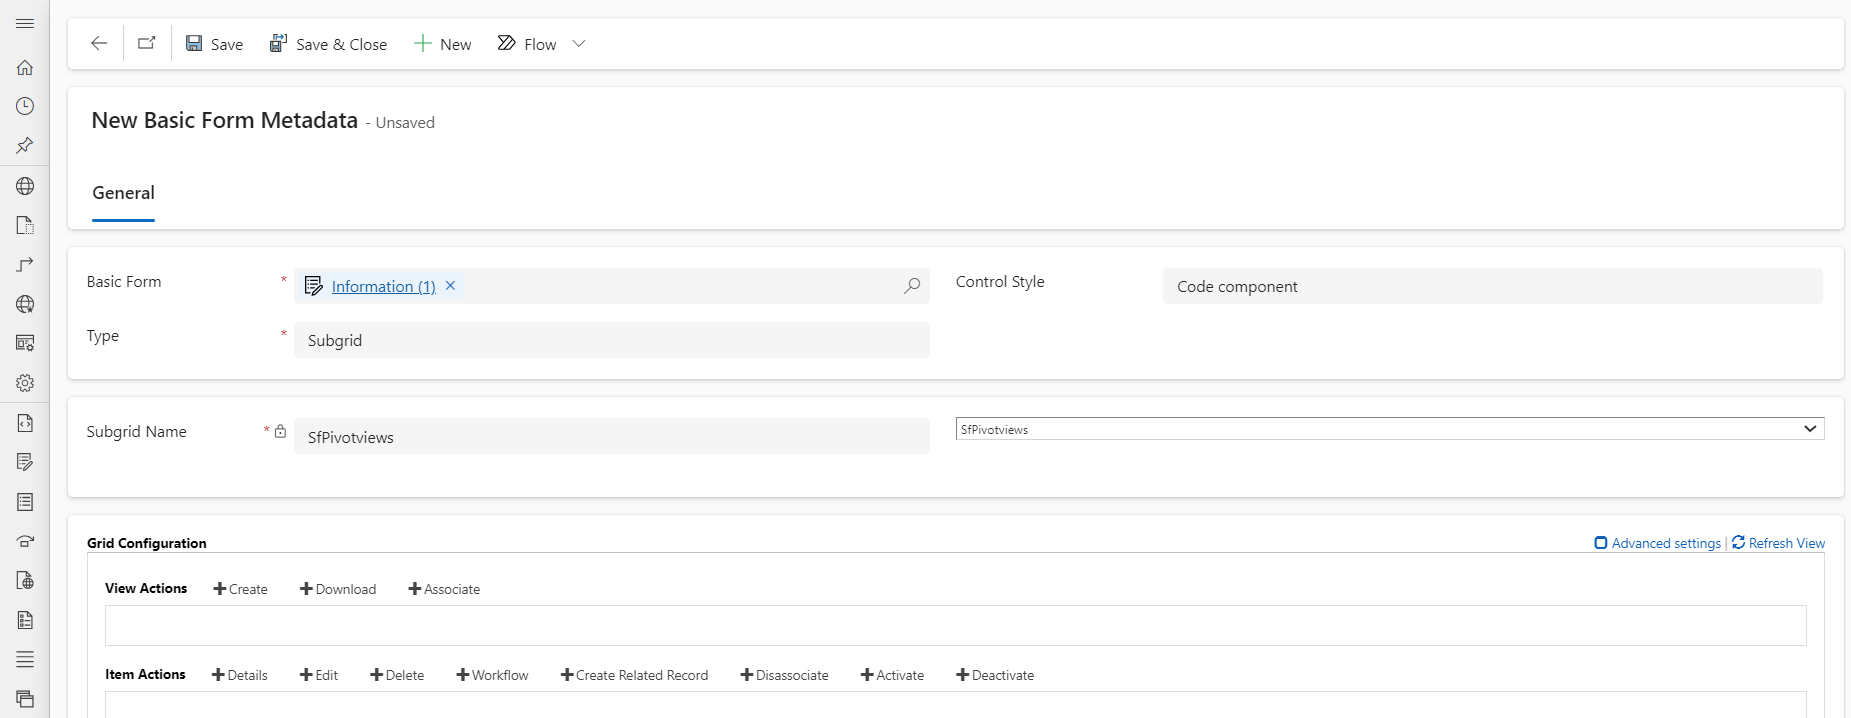 Save Save & Close New Flow
New Basic Form Metadata - Unsaved
General
Basic Form * Information (1) Control Style Code component
Type * Subgrid
Subgrid Name * SfPivotviews SfPivotviews
Grid Configuration Advanced settings | Refresh View
View Actions Create Download Associate
Item Actions Details Edit Delete Workflow Create Related Record Disassociate Activate Deactivate